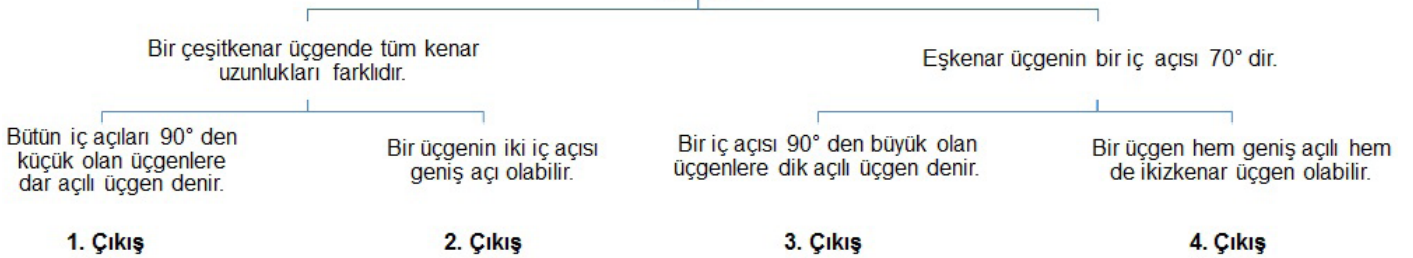 Bir çeşitkenar üçgende tüm kenar
uzunlukları farklıdır.
Eşkenar üçgenin bir iç açısı 70° dir.
Bütün iç açıları 90° den
küçük olan üçgenlere
dar açılı üçgen denir.
Bir üçgenin iki iç açısı
geniş açı olabilir.
Bir iç açısı 90° den büyük olan
üçgenlere dik açılı üçgen denir.
Bir üçgen hem geniş açılı hem
de ikizkenar üçgen olabilir.
1. Çıkış
2. Çıkış
3. Çıkış
4. Çıkış